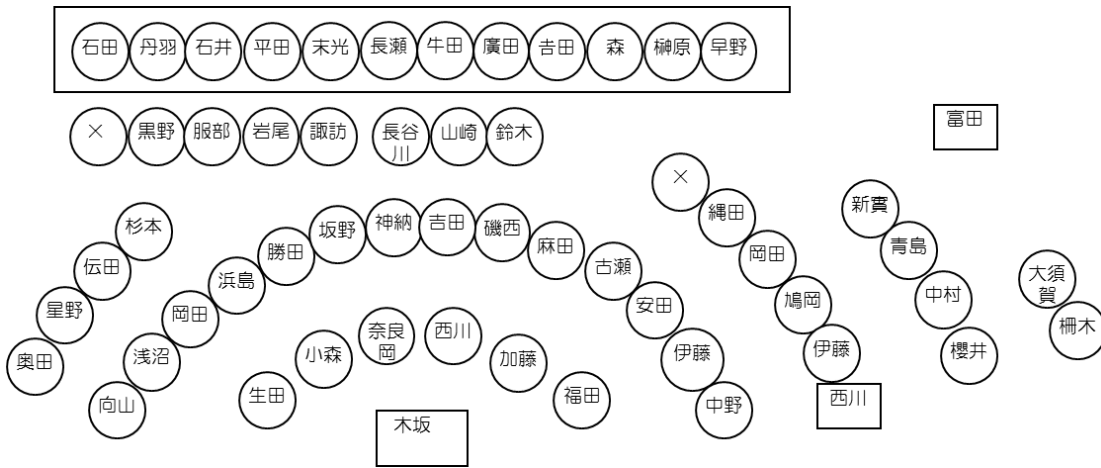 石田 丹羽 石井 平田 末光 長瀬 牛田 廣田 𠮷田 森 榊原 早野
× 黒野 服部 岩尾 諏訪 長谷川 山崎 鈴木
富田
杉本
伝田
星野
奥田
向山
浅沼
岡田
浜島
勝田
坂野
神納
吉田
磯西
麻田
古瀬
安田
伊藤
中野
生田
小森
奈良岡
西川
加藤
福田
木坂
×
縄田
岡田
鳩岡
伊藤
西川
新實
青島
中村
櫻井
大須賀
柵木